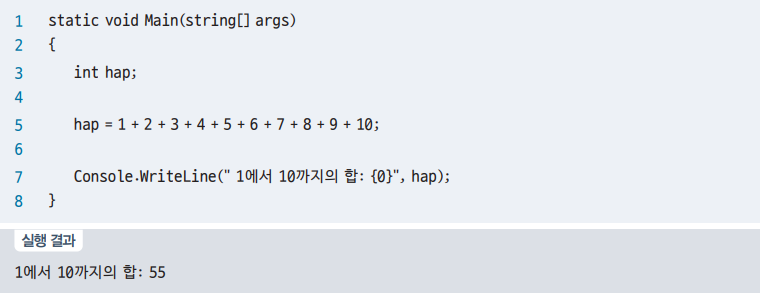 1 static void Main(string[] args)
2 {
3 int hap;
4
5 hap = 1 + 2 + 3 + 4 + 5 + 6 + 7 + 8 + 9 + 10;
6
7 Console.WriteLine(" 1에서 10까지의 합: {0}", hap);
8 }
실행 결과
1에서 10까지의 합: 55